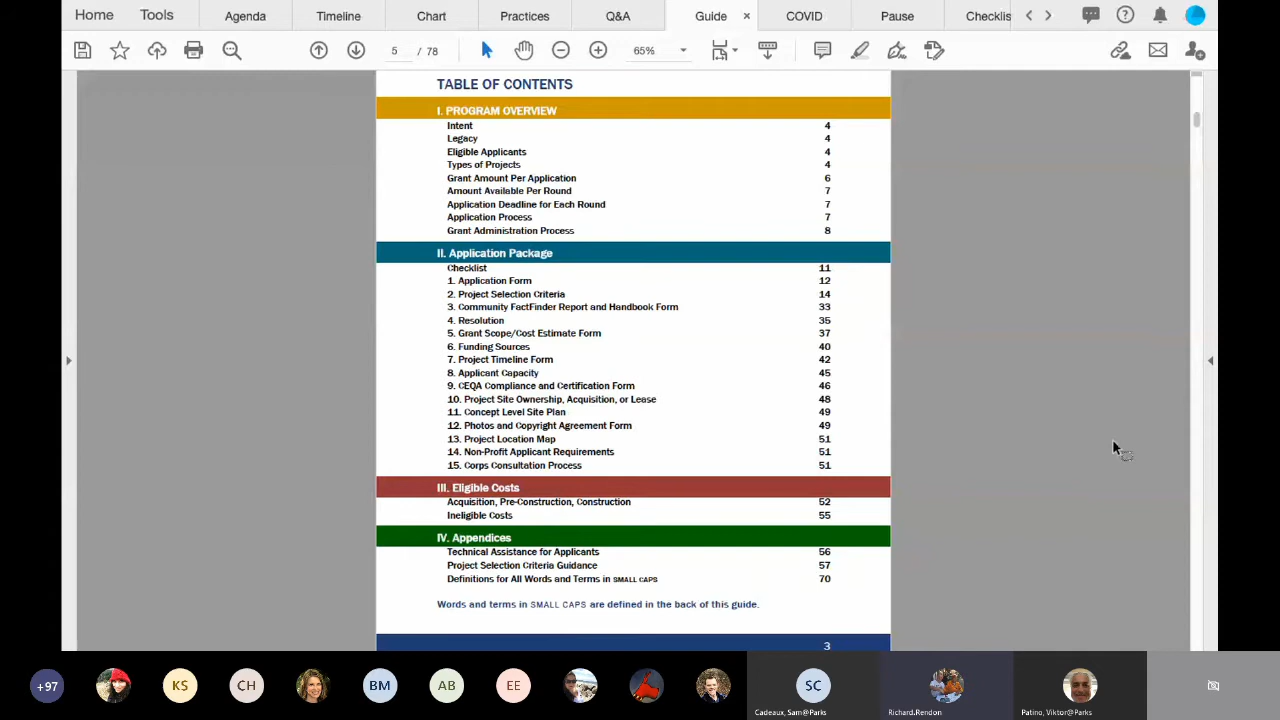 Home Tools Agenda Timeline Chart Practices Q&A Guide × COVID Pause Checklis
5 / 78 65%
TABLE OF CONTENTS
I. PROGRAM OVERVIEW
Intent 4
Legacy 4
Eligible Applicants 4
Types of Projects 4
Grant Amount Per Application 6
Amount Available Per Round 7
Application Deadline for Each Round 7
Application Process 7
Grant Administration Process 8
II. Application Package
Checklist 11
1. Application Form 12
2. Project Selection Criteria 14
3. Community FactFinder Report and Handbook Form 33
4. Resolution 35
5. Grant Scope/Cost Estimate Form 37
6. Funding Sources 40
7. Project Timeline Form 42
8. Applicant Capacity 45
9. CEQA Compliance and Certification Form 46
10. Project Site Ownership, Acquisition, or Lease 48
11. Concept Level Site Plan 49
12. Photos and Copyright Agreement Form 49
13. Project Location Map 51
14. Non-Profit Applicant Requirements 51
15. Corps Consultation Process 51
III. Eligible Costs
Acquisition, Pre-Construction, Construction 52
Ineligible Costs 55
IV. Appendices
Technical Assistance for Applicants 56
Project Selection Criteria Guidance 57
Definitions for All Words and Terms in SMALL CAPS 70
Words and terms in SMALL CAPS are defined in the back of this guide.
3
+97 KS CH BM AB EE SC
Cadeaux, Sam@Parks Richard.Rendon Patino, Viktor@Parks